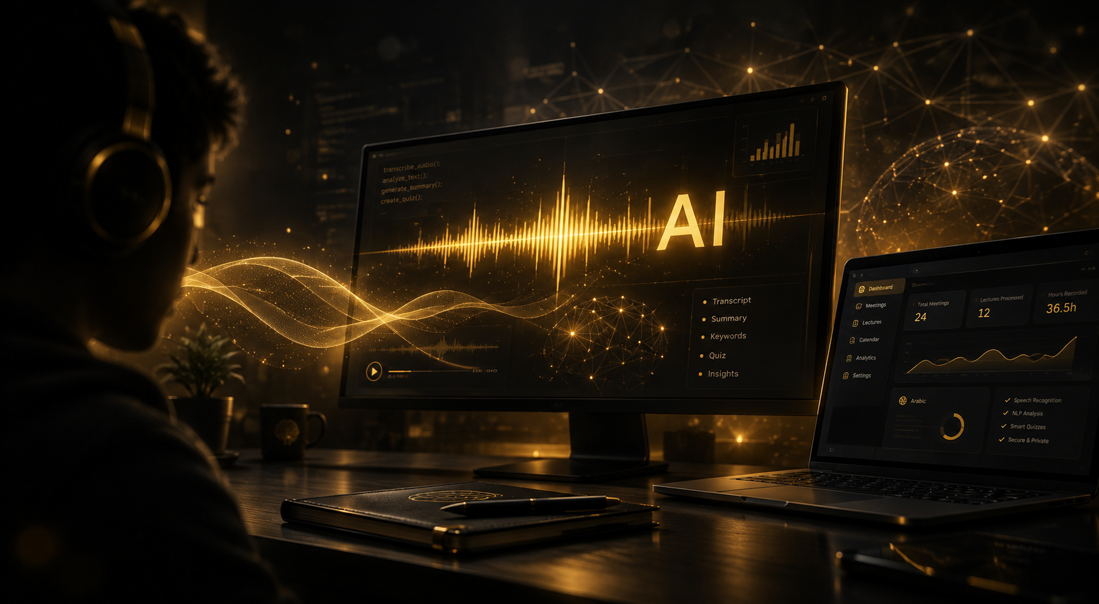 transcribe_audio();
analyze_text();
generate_summary();
create_quiz();
AI
Transcript
Summary
Keywords
Quiz
Insights
Dashboard
Meetings
Lectures
Calendar
Analytics
Settings
Total Meetings
24
Lectures Processed
12
Hours Recorded
36.5h
Arabic
Speech Recognition
NLP Analysis
Smart Quizzes
Secure & Private